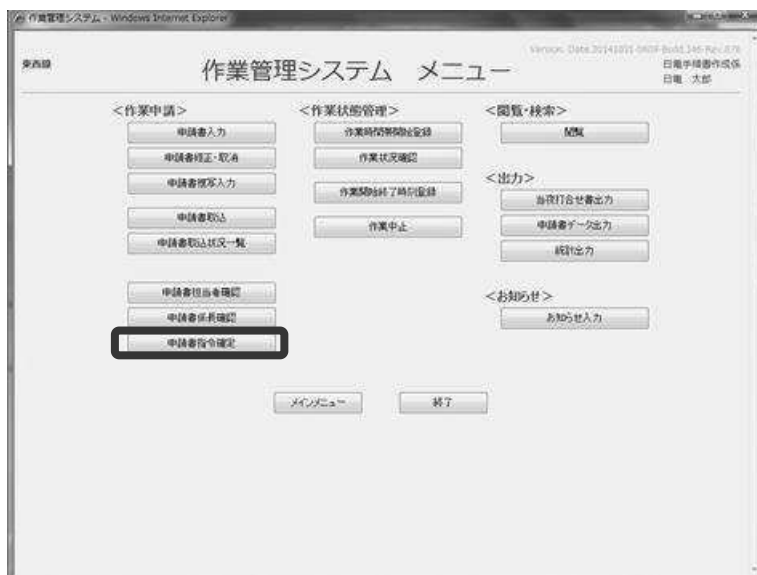 作業管理システム - Windows Internet Explorer
東西線
作業管理システム　メニュー
日電手順書作成係
日電　太郎
＜作業申請＞
申請書入力
申請書修正・取消
申請書複写入力
申請書取込
申請書取込状況一覧
申請書担当者確認
申請書係長確認
申請書指令確定
＜作業状態管理＞
作業時間帯開始登録
作業状況確認
作業開始終了時刻登録
作業中止
＜閲覧・検索＞
閲覧
＜出力＞
当夜打合せ書出力
申請書データ出力
統計出力
＜お知らせ＞
お知らせ入力
メインメニュー
終了